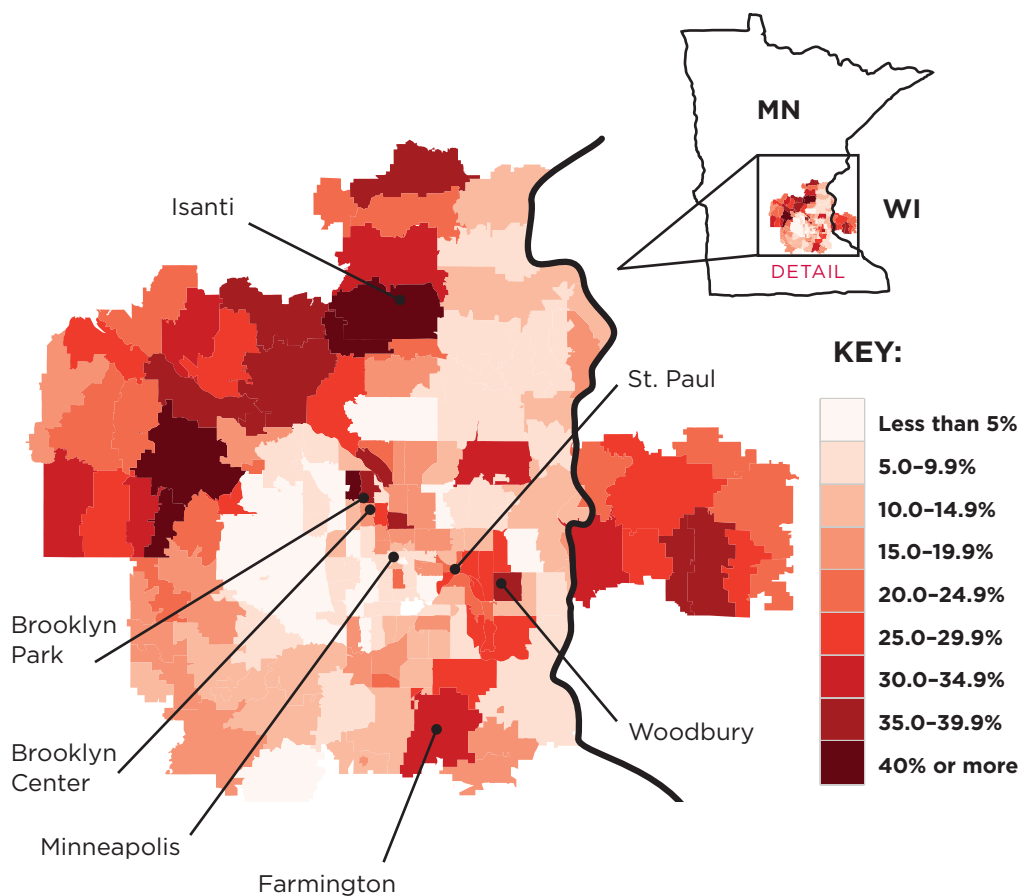 MN
WI
DETAIL
Isanti
St. Paul
KEY:
Less than 5%
5.0–9.9%
10.0–14.9%
15.0–19.9%
20.0–24.9%
25.0–29.9%
30.0–34.9%
35.0–39.9%
40% or more
Brooklyn
Park
Brooklyn
Center
Woodbury
Minneapolis
Farmington